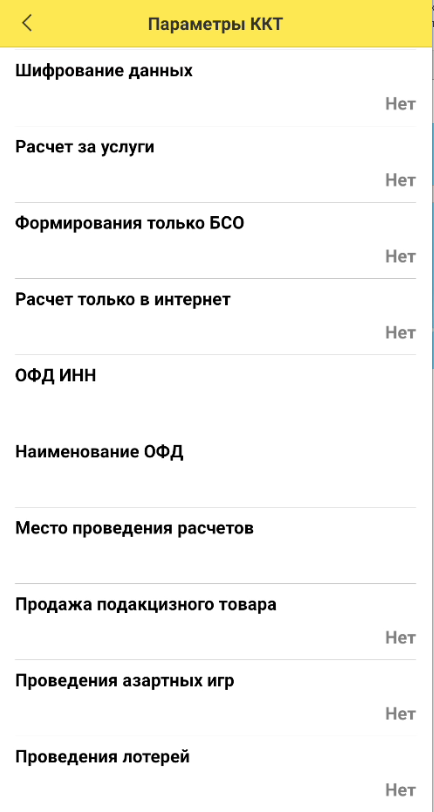 Параметры ККТ
Шифрование данных
Нет
Расчет за услуги
Нет
Формирования только БСО
Нет
Расчет только в интернет
Нет
ОФД ИНН
Наименование ОФД
Место проведения расчетов
Продажа подакцизного товара
Нет
Проведения азартных игр
Нет
Проведения лотерей
Нет